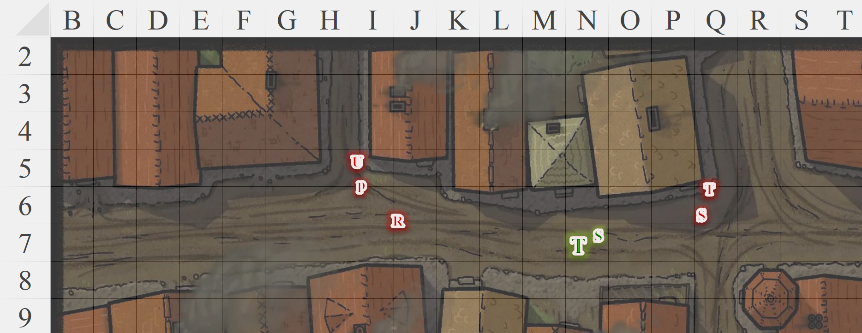 B C D E F G H I J K L M N O P Q R S T
2
3
4
5
U
P
T
6
S
R
7
T S
8
9